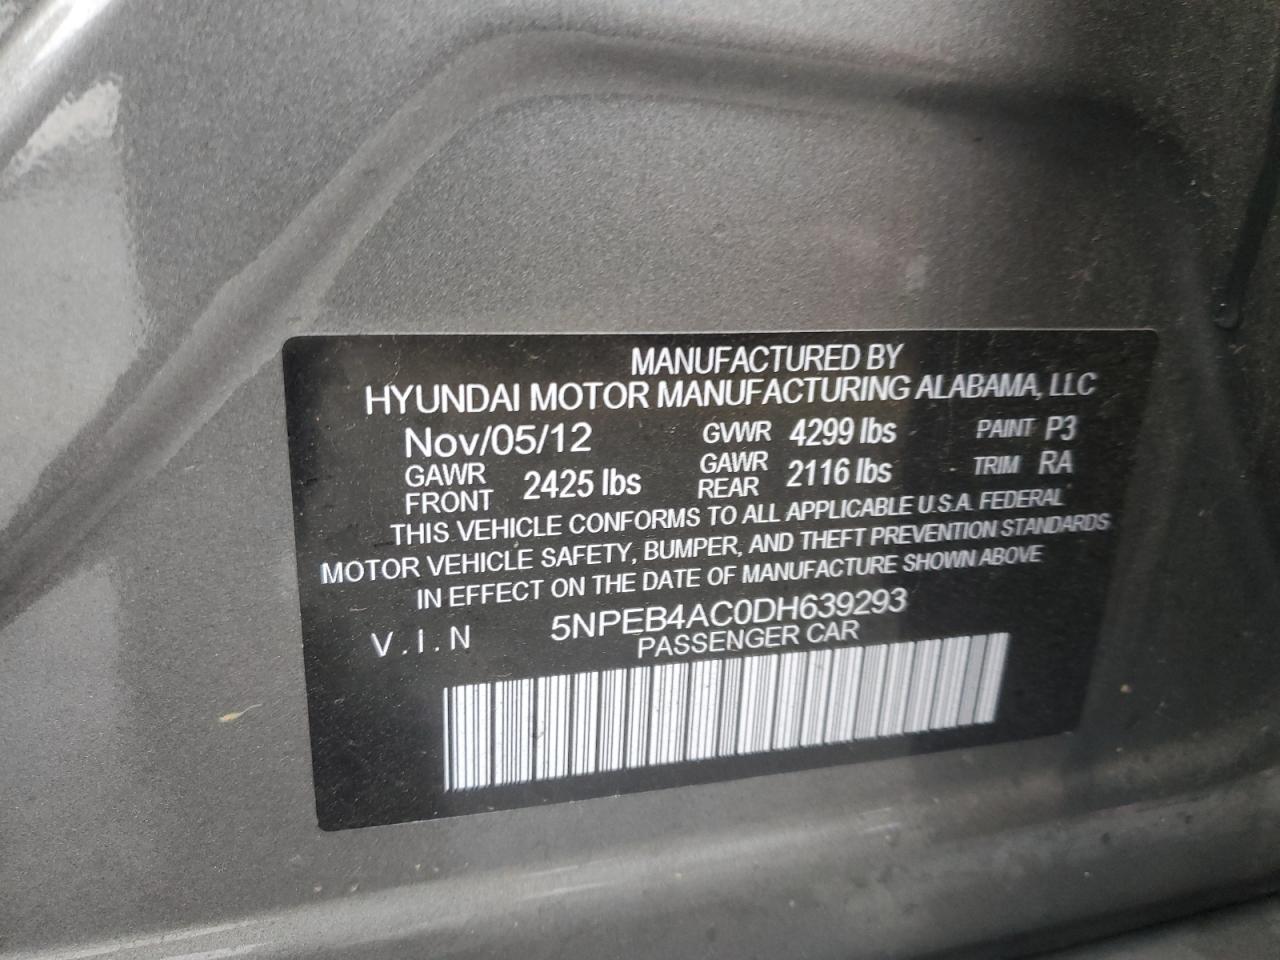 MANUFACTURED BY
HYUNDAI MOTOR MANUFACTURING ALABAMA, LLC
Nov/05/12 GVWR 4299 lbs PAINT P3
GAWR FRONT 2425 lbs GAWR REAR 2116 lbs TRIM RA
THIS VEHICLE CONFORMS TO ALL APPLICABLE U.S.A. FEDERAL
MOTOR VEHICLE SAFETY, BUMPER, AND THEFT PREVENTION STANDARDS
IN EFFECT ON THE DATE OF MANUFACTURE SHOWN ABOVE
V.I.N 5NPEB4AC0DH639293
PASSENGER CAR